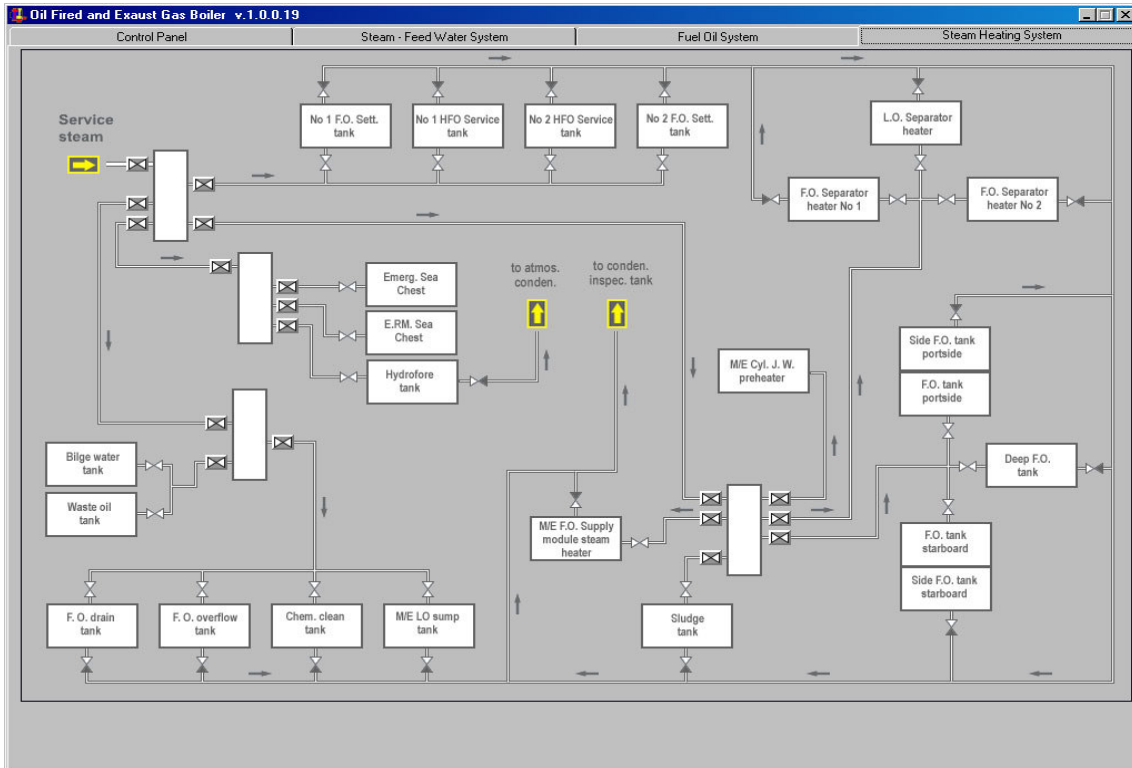 Oil Fired and Exaust Gas Boiler v.1.0.0.19
Control Panel
Steam - Feed Water System
Fuel Oil System
Steam Heating System
Service
steam
No 1 F.O. Sett.
tank
No 1 HFO Service
tank
No 2 HFO Service
tank
No 2 F.O. Sett.
tank
L.O. Separator
heater
F.O. Separator
heater No 1
F.O. Separator
heater No 2
Emerg. Sea
Chest
E.RM. Sea
Chest
Hydrofore
tank
to atmos.
conden.
to conden.
inspec. tank
M/E Cyl. J. W.
preheater
Side F.O. tank
portside
F.O. tank
portside
Deep F.O.
tank
Bilge water
tank
Waste oil
tank
M/E F.O. Supply
module steam
heater
F.O. tank
starboard
Side F.O. tank
starboard
F. O. drain
tank
F. O. overflow
tank
Chem. clean
tank
M/E LO sump
tank
Sludge
tank